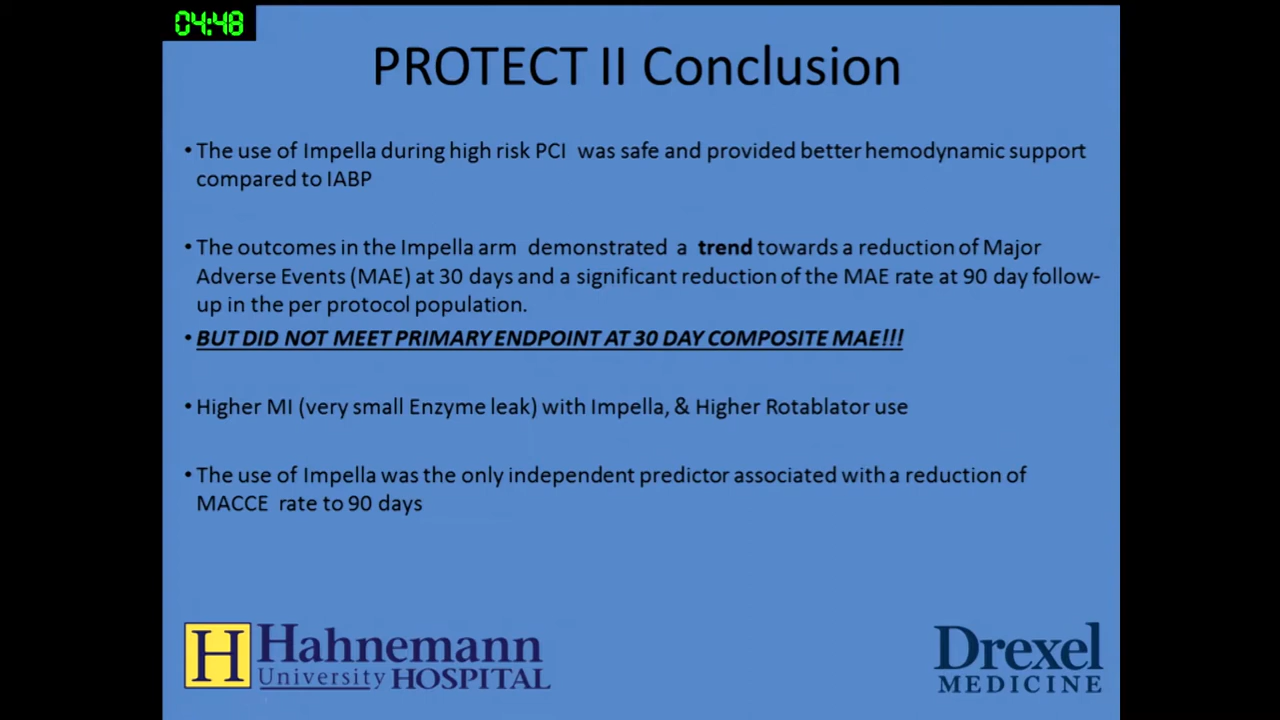 04:48
PROTECT II Conclusion
• The use of Impella during high risk PCI was safe and provided better hemodynamic support
compared to IABP
• The outcomes in the Impella arm demonstrated a trend towards a reduction of Major
Adverse Events (MAE) at 30 days and a significant reduction of the MAE rate at 90 day follow-
up in the per protocol population.
• BUT DID NOT MEET PRIMARY ENDPOINT AT 30 DAY COMPOSITE MAE!!!
• Higher MI (very small Enzyme leak) with Impella, & Higher Rotablator use
• The use of Impella was the only independent predictor associated with a reduction of
MACCE rate to 90 days
H Hahnemann
University HOSPITAL
Drexel
MEDICINE